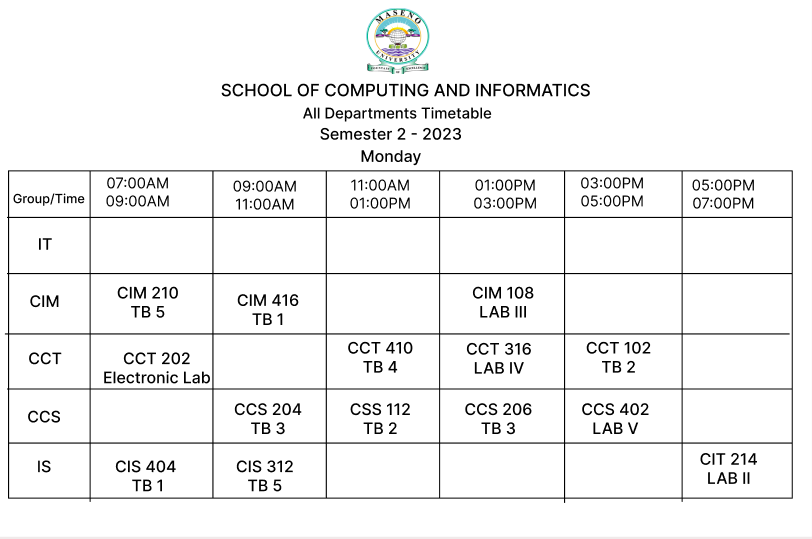 MASENO
UNIVERSITY
SCHOOL OF COMPUTING AND INFORMATICS
All Departments Timetable
Semester 2 - 2023
Monday
Group/Time 07:00AM 09:00AM 09:00AM 11:00AM 11:00AM 01:00PM 01:00PM 03:00PM 03:00PM 05:00PM 05:00PM 07:00PM
IT
CIM CIM 210 TB 5 CIM 416 TB 1 CIM 108 LAB III
CCT CCT 202 Electronic Lab CCT 410 TB 4 CCT 316 LAB IV CCT 102 TB 2
CCS CCS 204 TB 3 CSS 112 TB 2 CCS 206 TB 3 CCS 402 LAB V
IS CIS 404 TB 1 CIS 312 TB 5 CIT 214 LAB II